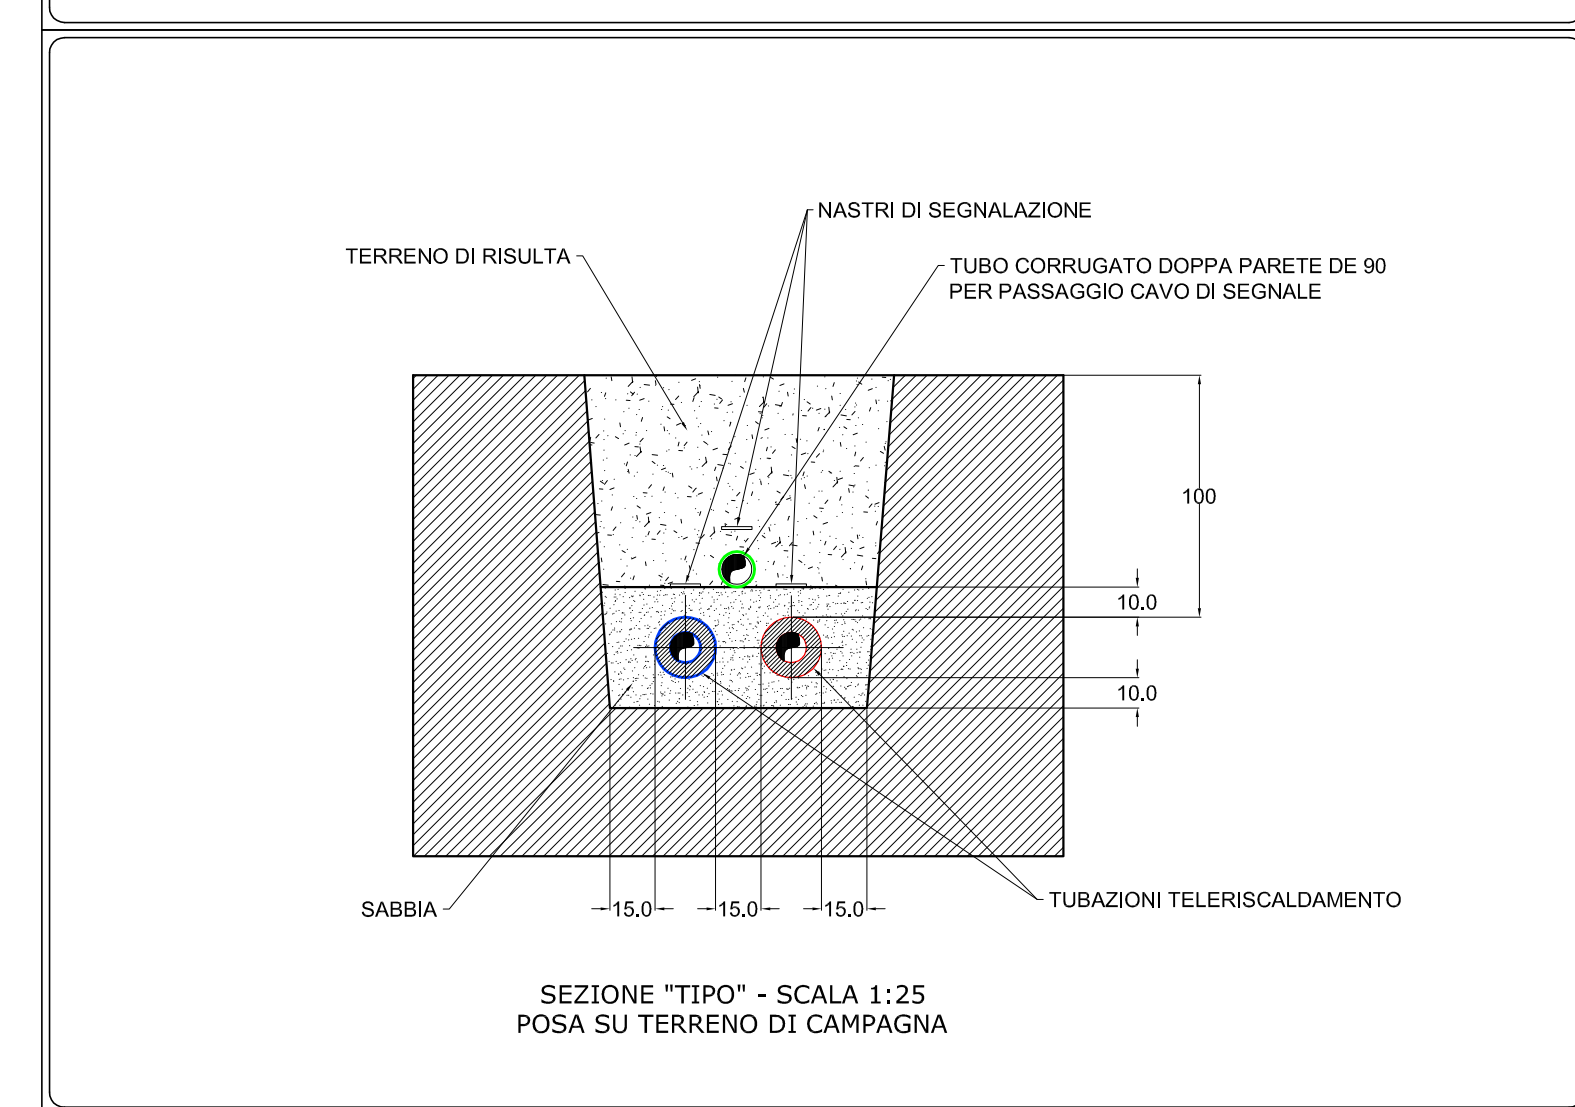 NASTRI DI SEGNALAZIONE
TERRENO DI RISULTA
TUBO CORRUGATO DOPPA PARETE DE 90
PER PASSAGGIO CAVO DI SEGNALE
100
10.0
10.0
SABBIA
15.0
15.0
15.0
TUBAZIONI TELERISCALDAMENTO
SEZIONE "TIPO" - SCALA 1:25
POSA SU TERRENO DI CAMPAGNA